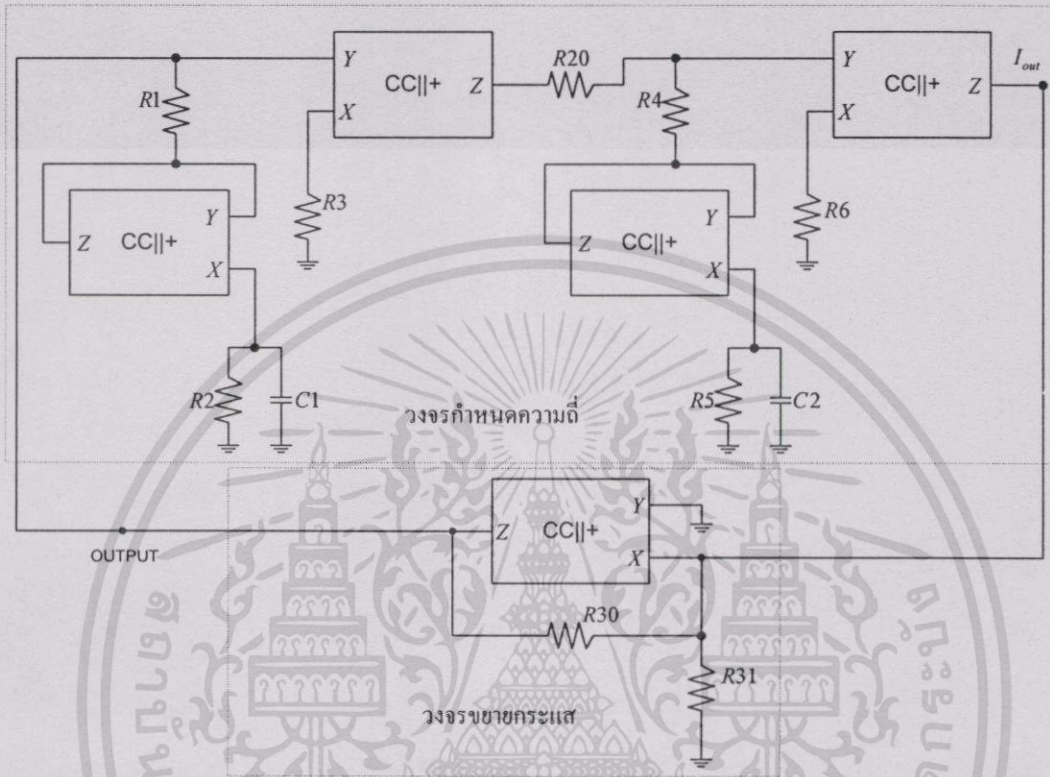 Y
CC||+
Z
X
R1
R3
R20
Y
CC||+
Z
X
I_out
R4
R6
Z
CC||+
Y
X
R2
C1
Z
CC||+
Y
X
R5
C2
วงจรกำหนดความถี่
OUTPUT
Z
CC||+
Y
X
R30
R31
วงจรขยายกระแส